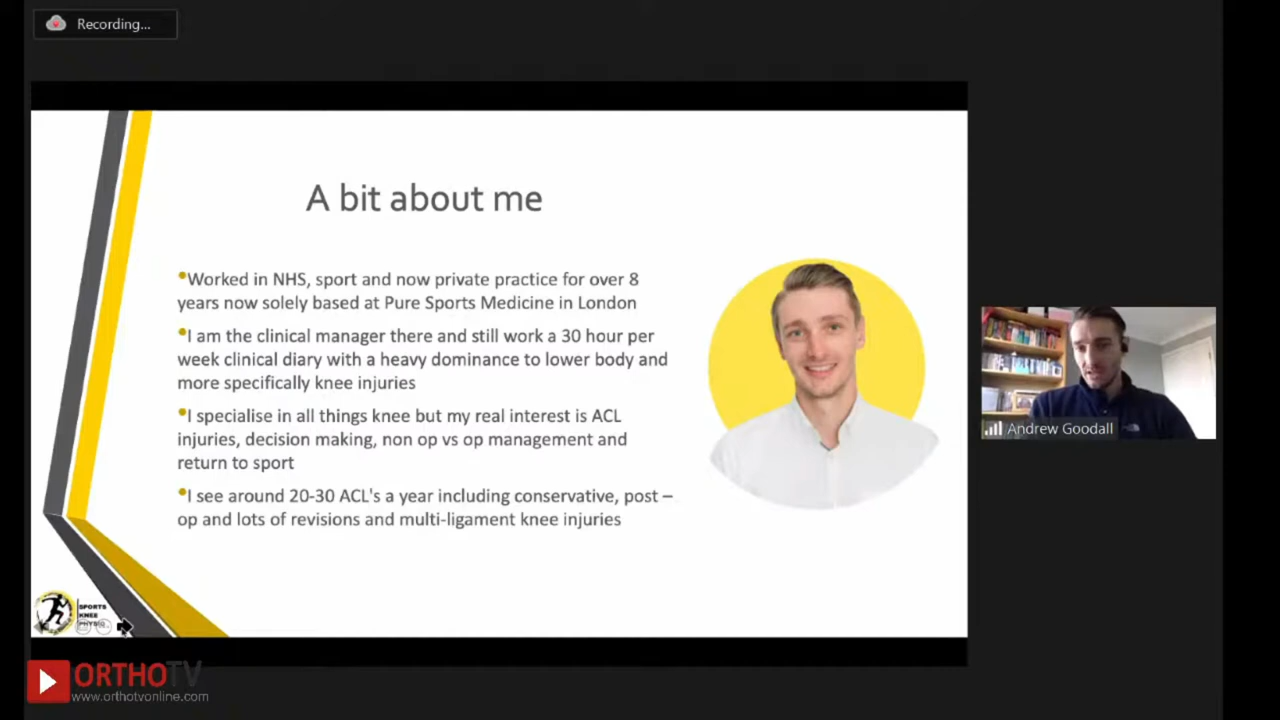 Recording...
A bit about me
•Worked in NHS, sport and now private practice for over 8
years now solely based at Pure Sports Medicine in London
•I am the clinical manager there and still work a 30 hour per
week clinical diary with a heavy dominance to lower body and
more specifically knee injuries
•I specialise in all things knee but my real interest is ACL
injuries, decision making, non op vs op management and
return to sport
•I see around 20-30 ACL's a year including conservative, post –
op and lots of revisions and multi-ligament knee injuries
Andrew Goodall
SPORTS
KNEE
PHYSIO
ORTHOTV
www.orthotvonline.com